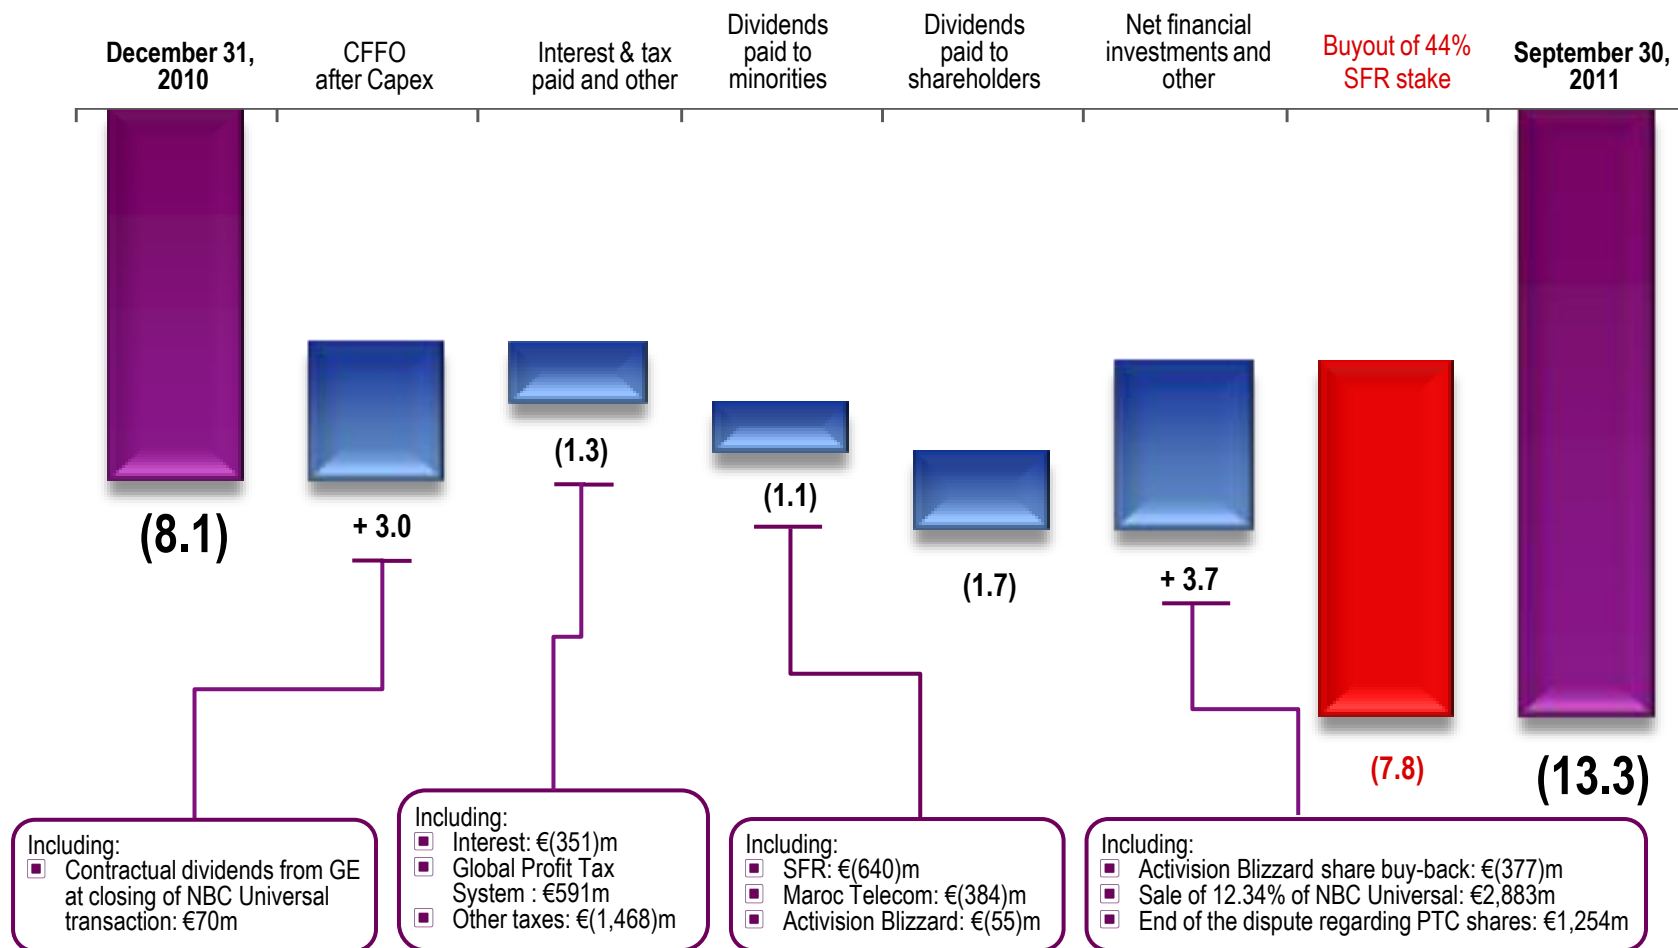 December 31,
2010
CFFO
after Capex
Interest & tax
paid and other
Dividends
paid to
minorities
Dividends
paid to
shareholders
Net financial
investments and
other
Buyout of 44%
SFR stake
September 30,
2011
(8.1)
+ 3.0
(1.3)
(1.1)
(1.7)
+ 3.7
(7.8)
(13.3)
Including:
Contractual dividends from GE
at closing of NBC Universal
transaction: €70m
Including:
Interest: €(351)m
Global Profit Tax
System : €591m
Other taxes: €(1,468)m
Including:
SFR: €(640)m
Maroc Telecom: €(384)m
Activision Blizzard: €(55)m
Including:
Activision Blizzard share buy-back: €(377)m
Sale of 12.34% of NBC Universal: €2,883m
End of the dispute regarding PTC shares: €1,254m